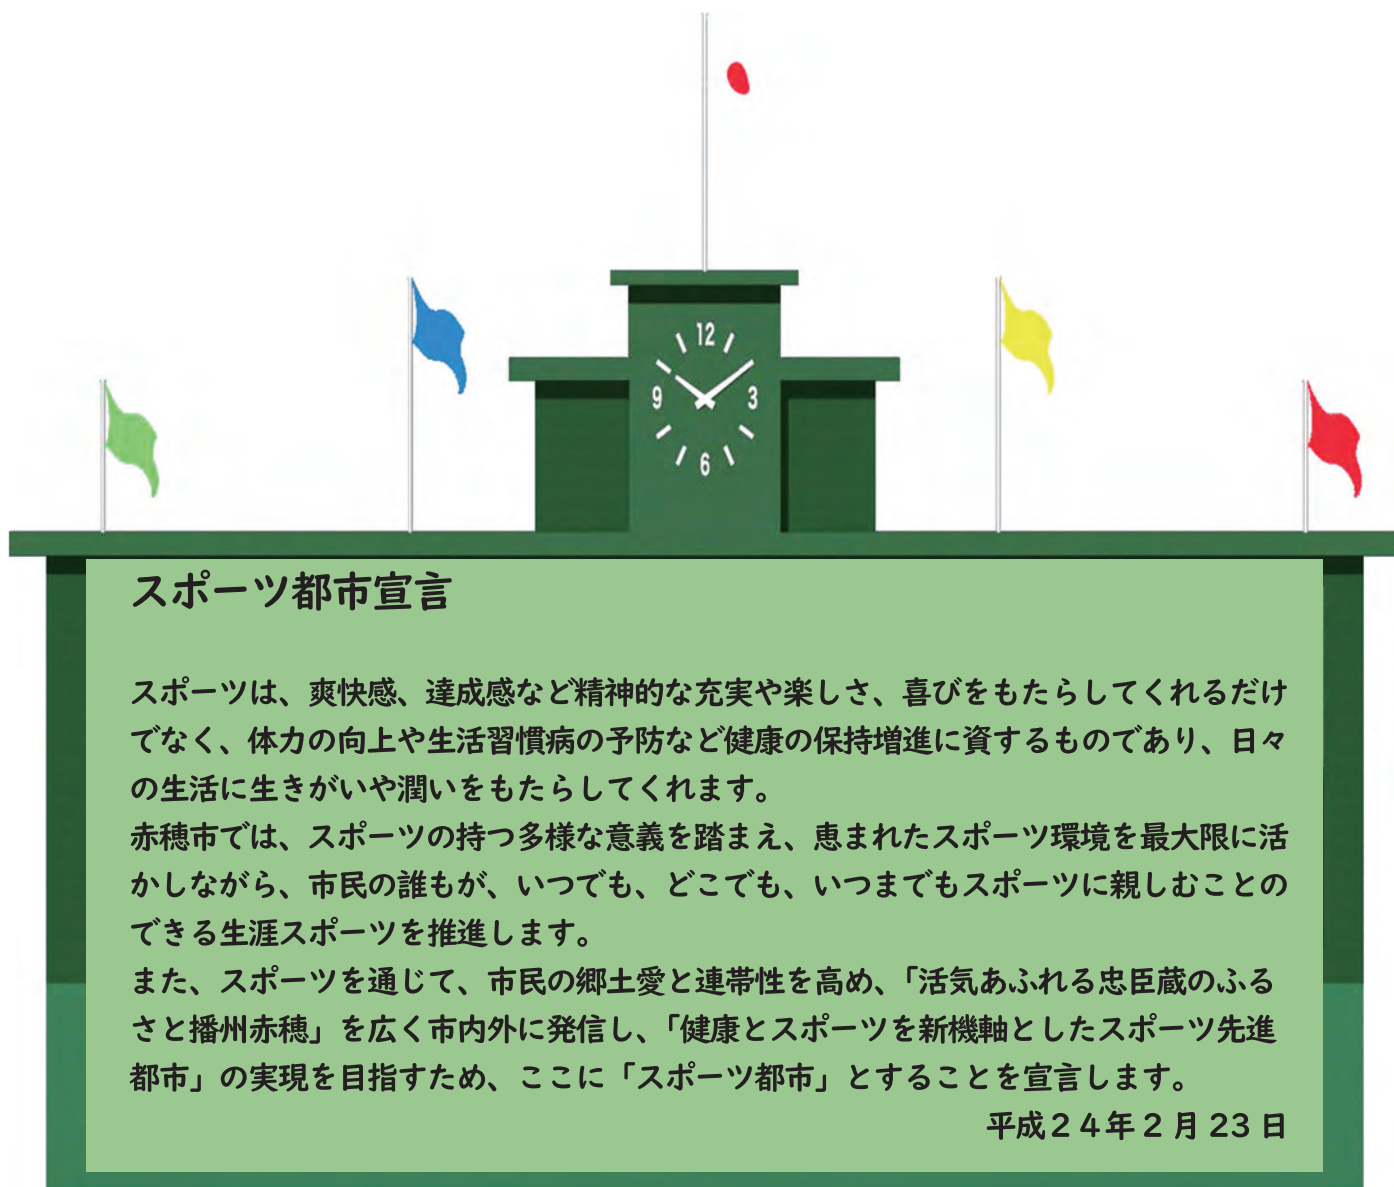 12
9
3
6
スポーツ都市宣言
スポーツは、爽快感、達成感など精神的な充実や楽しさ、喜びをもたらしてくれるだけ
でなく、体力の向上や生活習慣病の予防など健康の保持増進に資するものであり、日々
の生活に生きがいや潤いをもたらしてくれます。
赤穂市では、スポーツの持つ多様な意義を踏まえ、恵まれたスポーツ環境を最大限に活
かしながら、市民の誰もが、いつでも、どこでも、いつまでもスポーツに親しむことの
できる生涯スポーツを推進します。
また、スポーツを通じて、市民の郷土愛と連帯性を高め、「活気あふれる忠臣蔵のふる
さと播州赤穂」を広く市内外に発信し、「健康とスポーツを新機軸としたスポーツ先進
都市」の実現を目指すため、ここに「スポーツ都市」とすることを宣言します。
平成24年2月23日